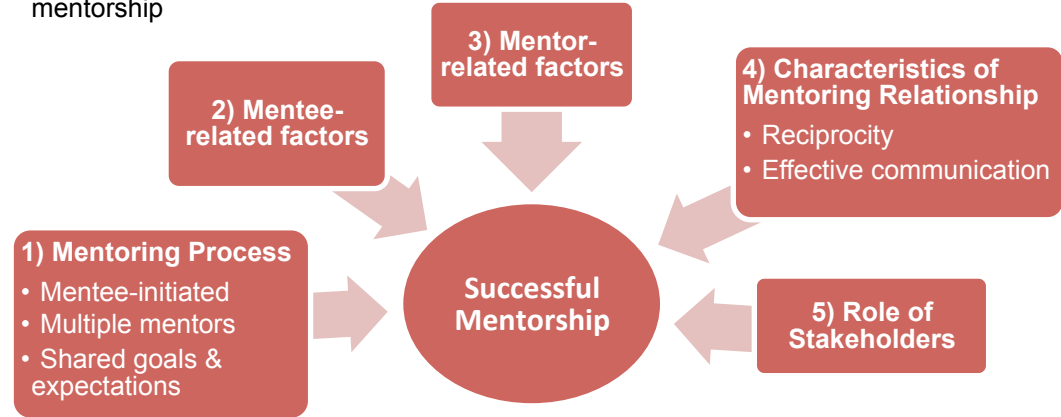 mentorship
3) Mentor-
related factors
2) Mentee-
related factors
4) Characteristics of
Mentoring Relationship
• Reciprocity
• Effective communication
1) Mentoring Process
• Mentee-initiated
• Multiple mentors
• Shared goals &
expectations
Successful
Mentorship
5) Role of
Stakeholders